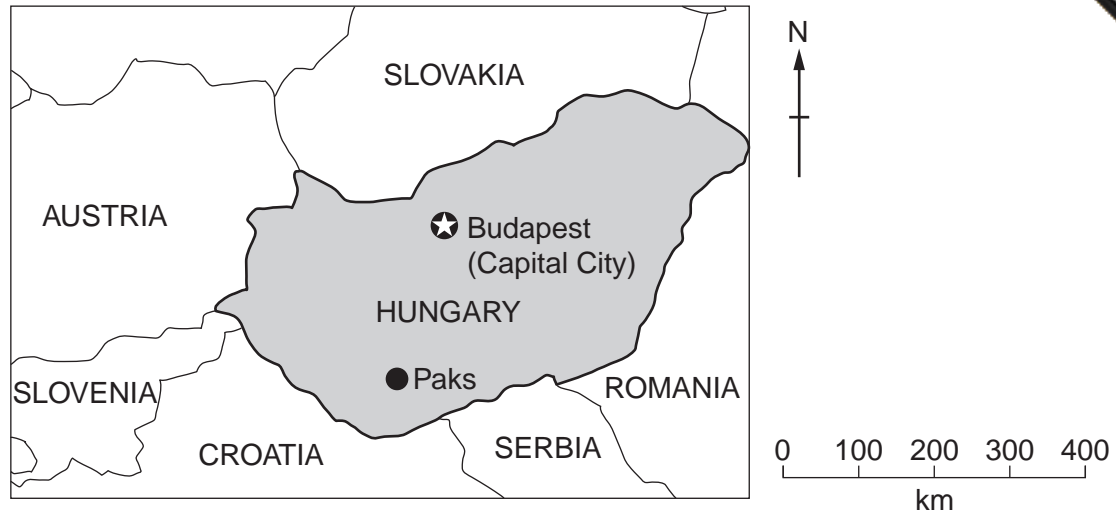 N
SLOVAKIA
AUSTRIA
Budapest
(Capital City)
HUNGARY
Paks
SLOVENIA
ROMANIA
CROATIA
SERBIA
0 100 200 300 400
km